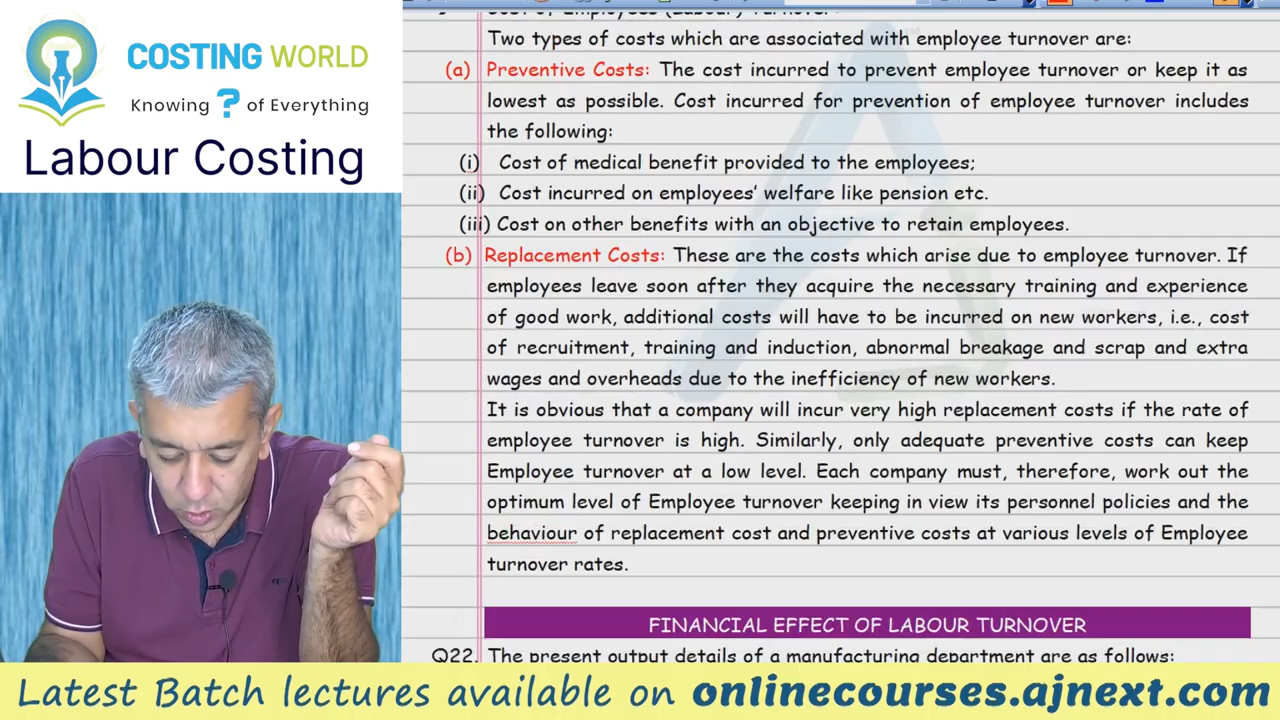 COSTING WORLD
Knowing ? of Everything
Labour Costing
Cost of Employees (Labour) Turnover
Two types of costs which are associated with employee turnover are:
(a) Preventive Costs: The cost incurred to prevent employee turnover or keep it as
lowest as possible. Cost incurred for prevention of employee turnover includes
the following:
(i) Cost of medical benefit provided to the employees;
(ii) Cost incurred on employees' welfare like pension etc.
(iii) Cost on other benefits with an objective to retain employees.
(b) Replacement Costs: These are the costs which arise due to employee turnover. If
employees leave soon after they acquire the necessary training and experience
of good work, additional costs will have to be incurred on new workers, i.e., cost
of recruitment, training and induction, abnormal breakage and scrap and extra
wages and overheads due to the inefficiency of new workers.
It is obvious that a company will incur very high replacement costs if the rate of
employee turnover is high. Similarly, only adequate preventive costs can keep
Employee turnover at a low level. Each company must, therefore, work out the
optimum level of Employee turnover keeping in view its personnel policies and the
behaviour of replacement cost and preventive costs at various levels of Employee
turnover rates.
FINANCIAL EFFECT OF LABOUR TURNOVER
Q22. The present output details of a manufacturing department are as follows:
Latest Batch lectures available on onlinecourses.ajnext.com